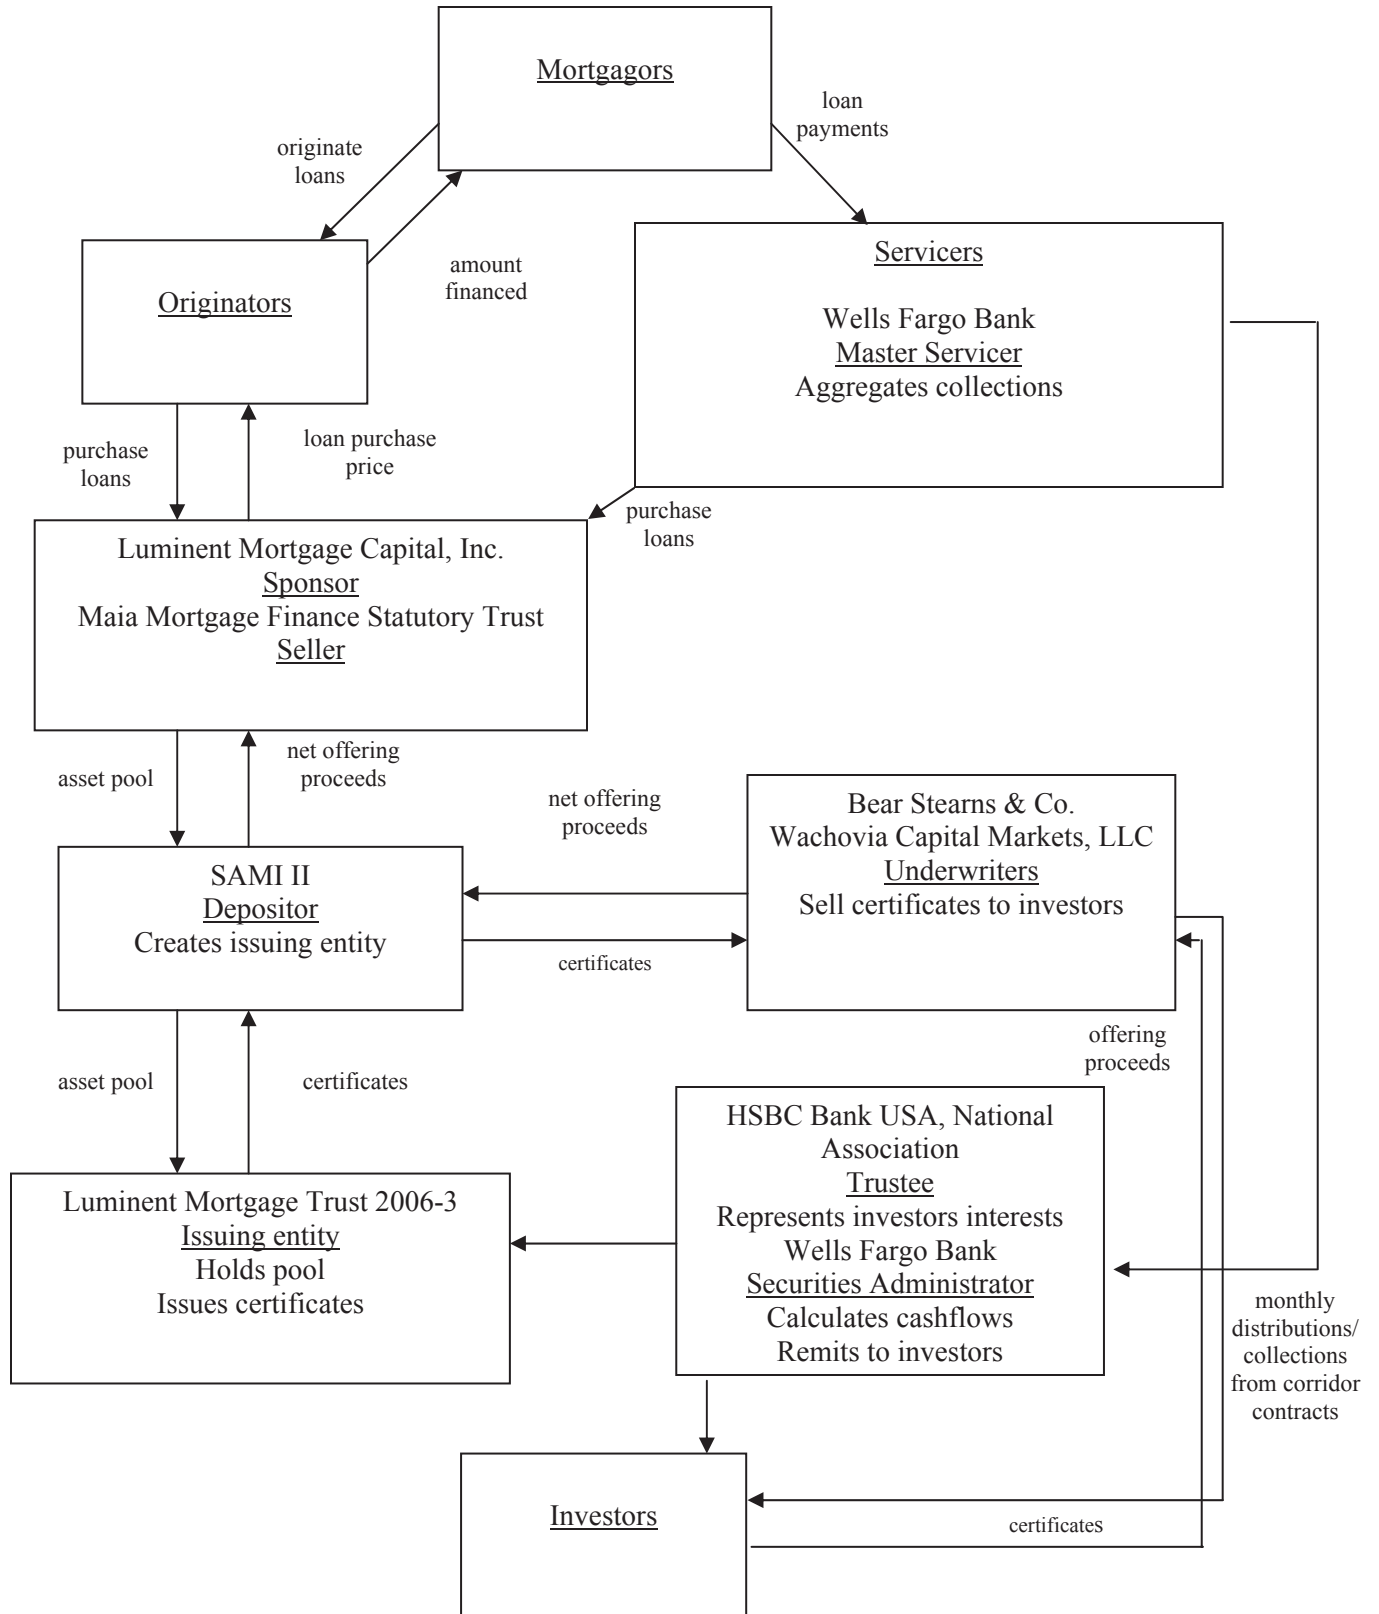 Mortgagors
loan
payments
originate
loans
amount
financed
Originators
Servicers
Wells Fargo Bank
Master Servicer
Aggregates collections
purchase
loans
loan purchase
price
purchase
loans
Luminent Mortgage Capital, Inc.
Sponsor
Maia Mortgage Finance Statutory Trust
Seller
asset pool
net offering
proceeds
net offering
proceeds
Bear Stearns & Co.
Wachovia Capital Markets, LLC
Underwriters
Sell certificates to investors
SAMI II
Depositor
Creates issuing entity
certificates
offering
proceeds
asset pool
certificates
HSBC Bank USA, National
Association
Trustee
Represents investors interests
Wells Fargo Bank
Securities Administrator
Calculates cashflows
Remits to investors
Luminent Mortgage Trust 2006-3
Issuing entity
Holds pool
Issues certificates
monthly
distributions/
collections
from corridor
contracts
Investors
certificates